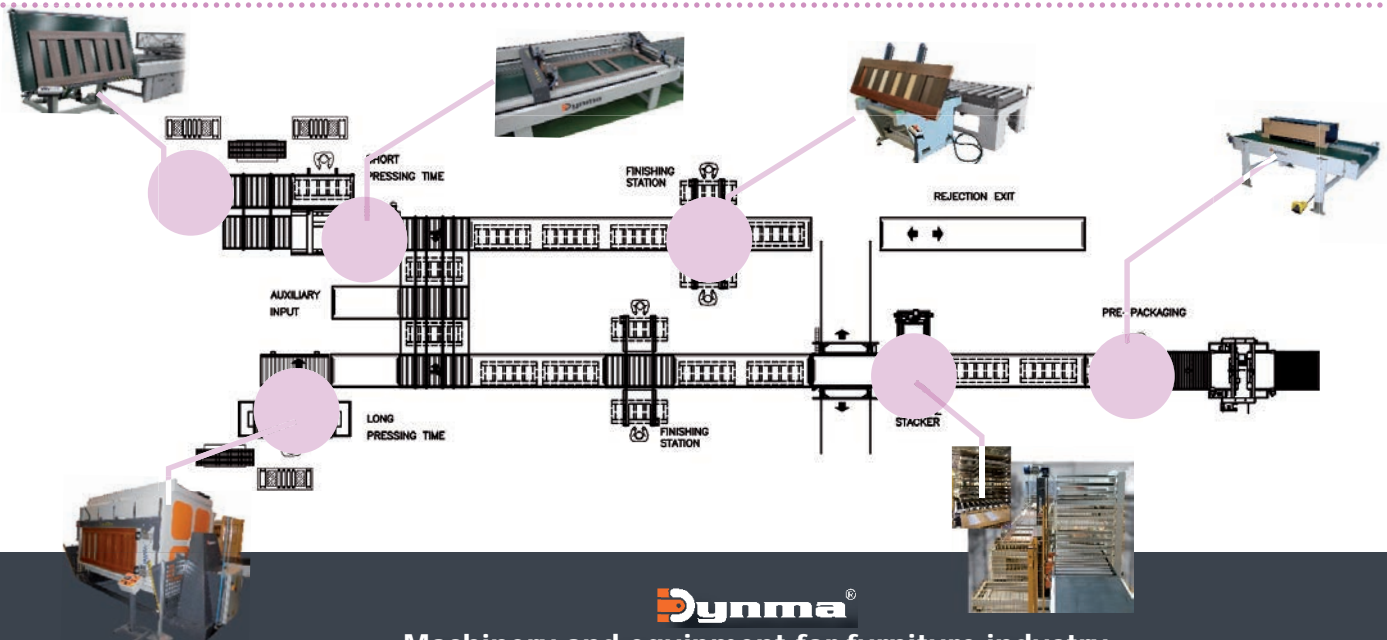 Dynma
SHORT
PRESSING TIME
FINISHING
STATION
REJECTION EXIT
AUXILIARY
INPUT
PRE-PACKAGING
LONG
PRESSING TIME
FINISHING
STATION
STACKER
Dynma®
Machinery and equipment for furniture industry